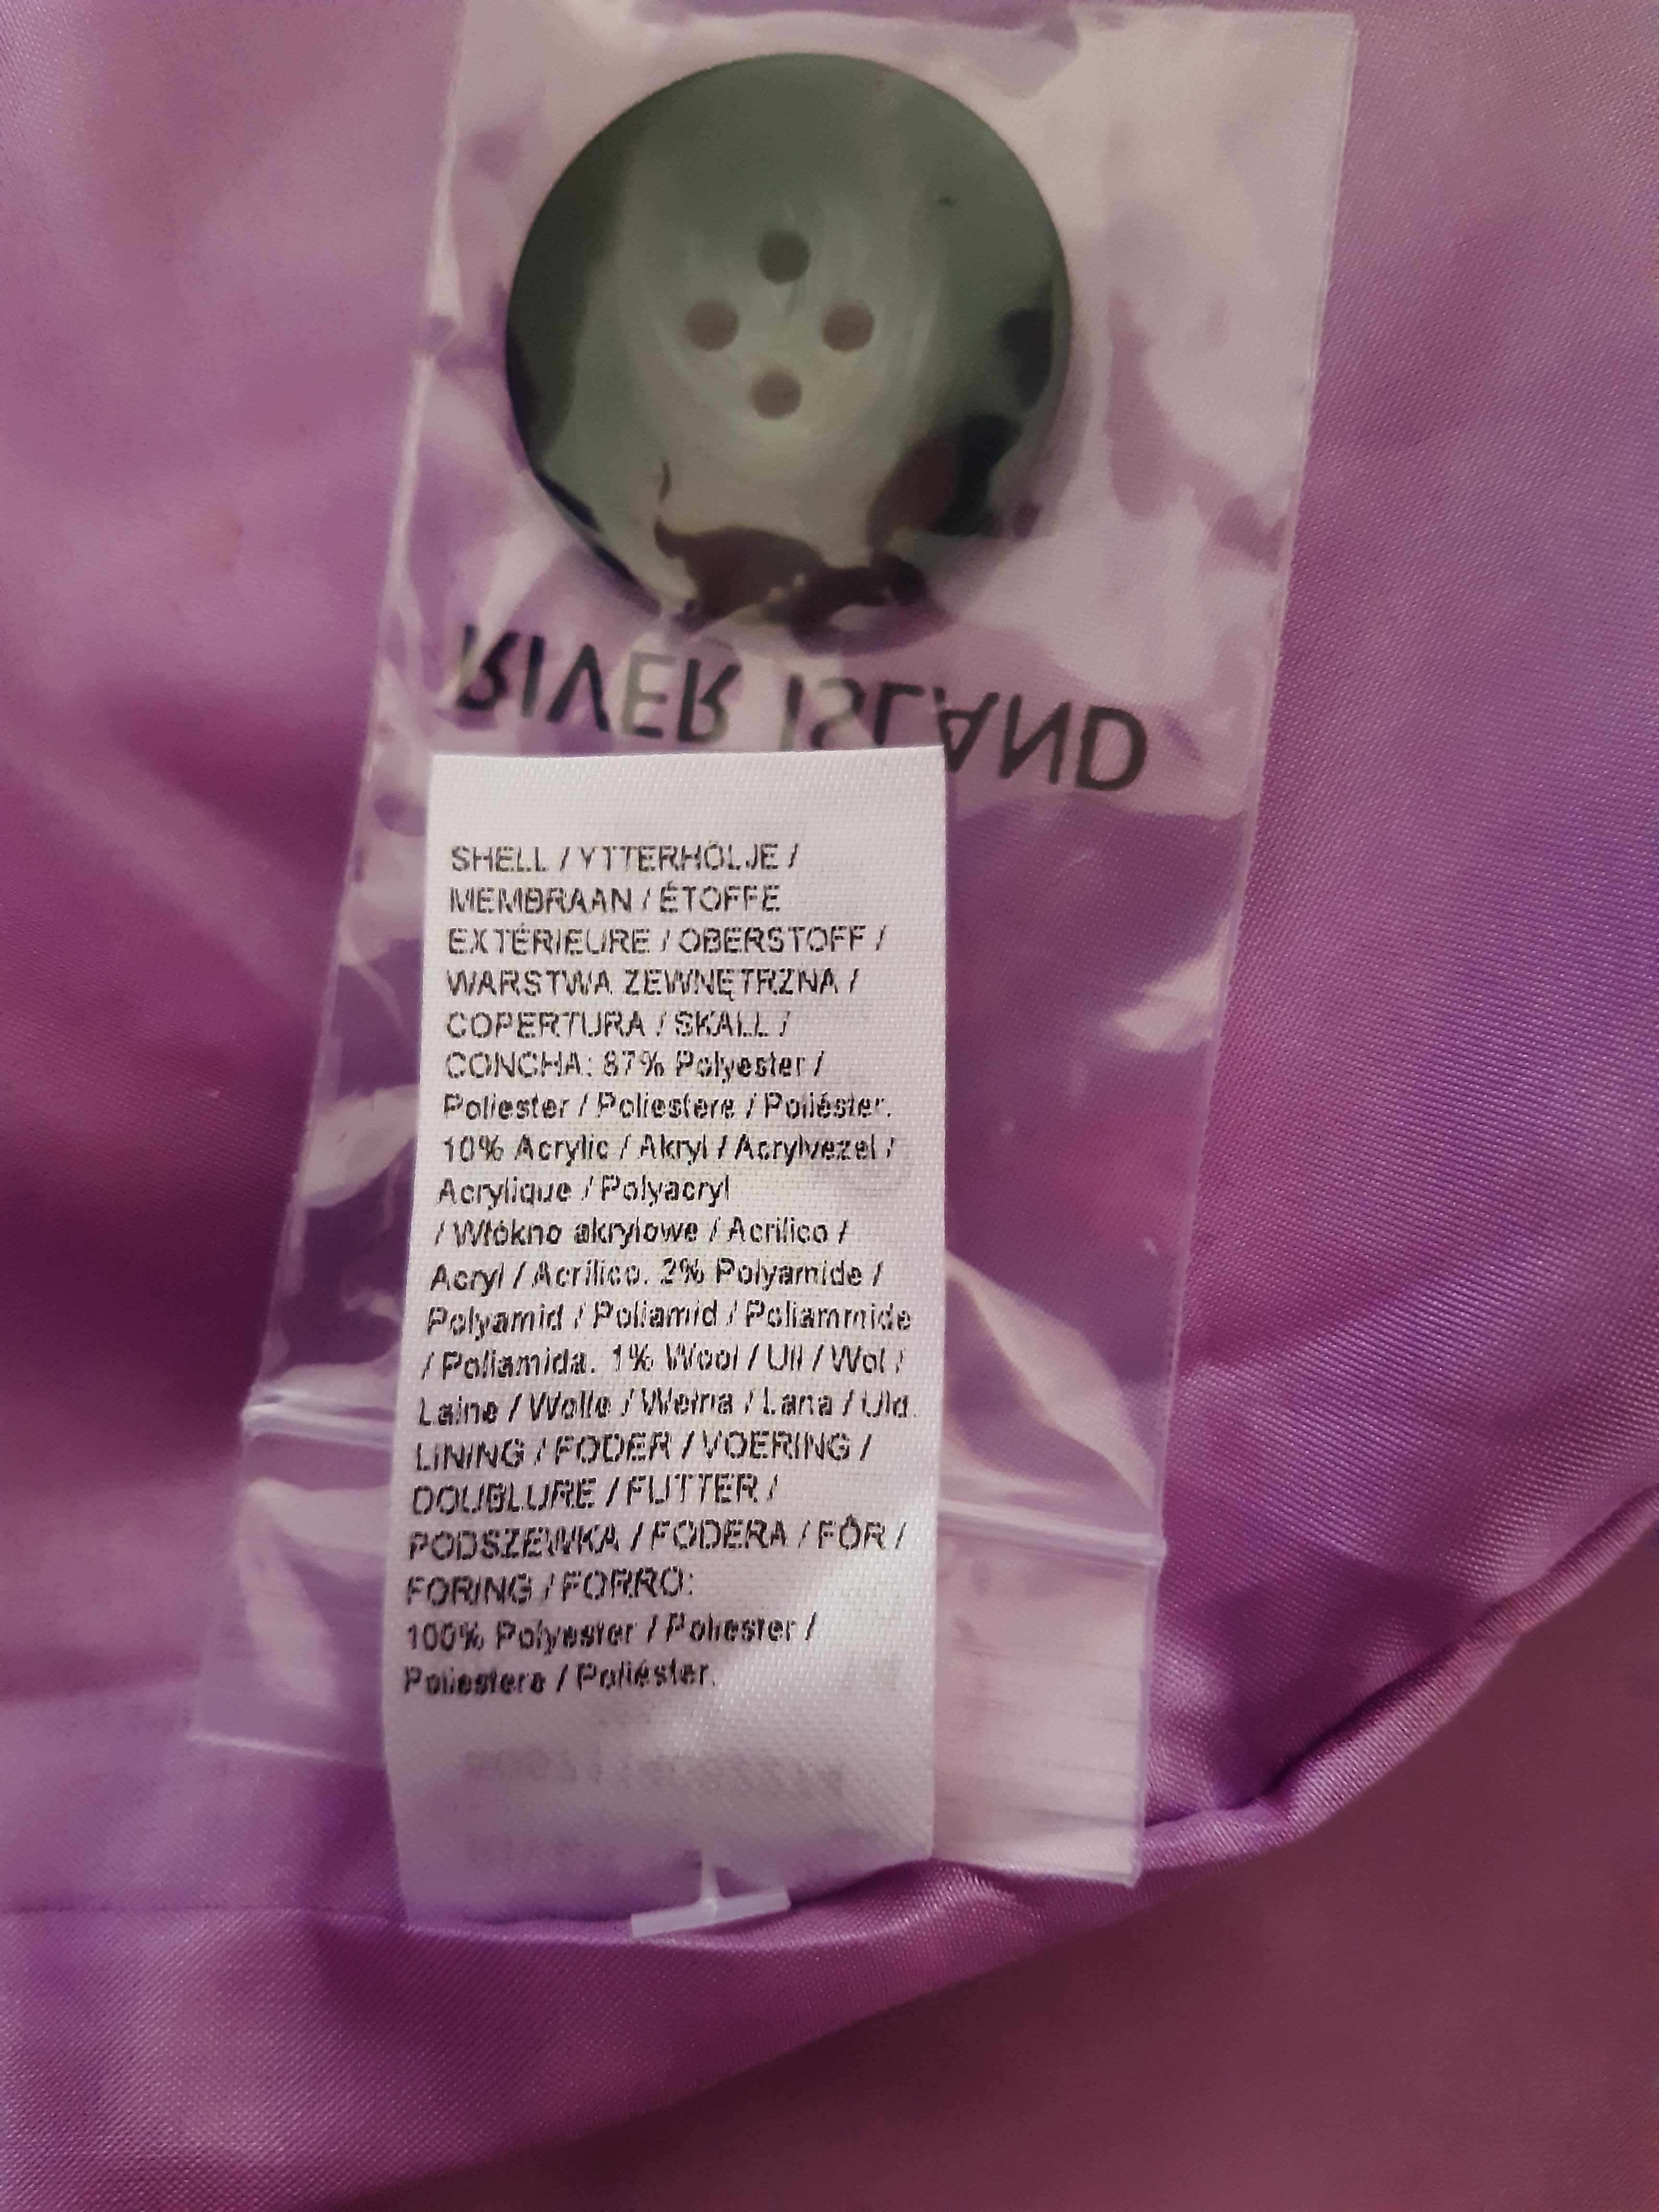 RIVER ISLAND
SHELL / YTTERHÖLJE /
MEMBRAAN / ÉTOFFE
EXTÉRIEURE / OBERSTOFF /
WARSTWA ZEWNĘTRZNA /
COPERTURA / SKALL /
CONCHA: 87% Polyester /
Poliester / Poliestere / Poliéster.
10% Acrylic / Akryl / Acrylvezel /
Acrylique / Polyacryl
/ Włókno akrylowe / Acrilico /
Acryl / Acrílico. 2% Polyamide /
Polyamid / Poliamid / Poliammide
/ Poliamida. 1% Wool / Ull / Wol /
Laine / Wolle / Wełna / Lana / Uld.
LINING / FODER / VOERING /
DOUBLURE / FUTTER /
PODSZEWKA / FODERA / FÔR /
FORING / FORRO:
100% Polyester / Poliester /
Poliestere / Poliéster.